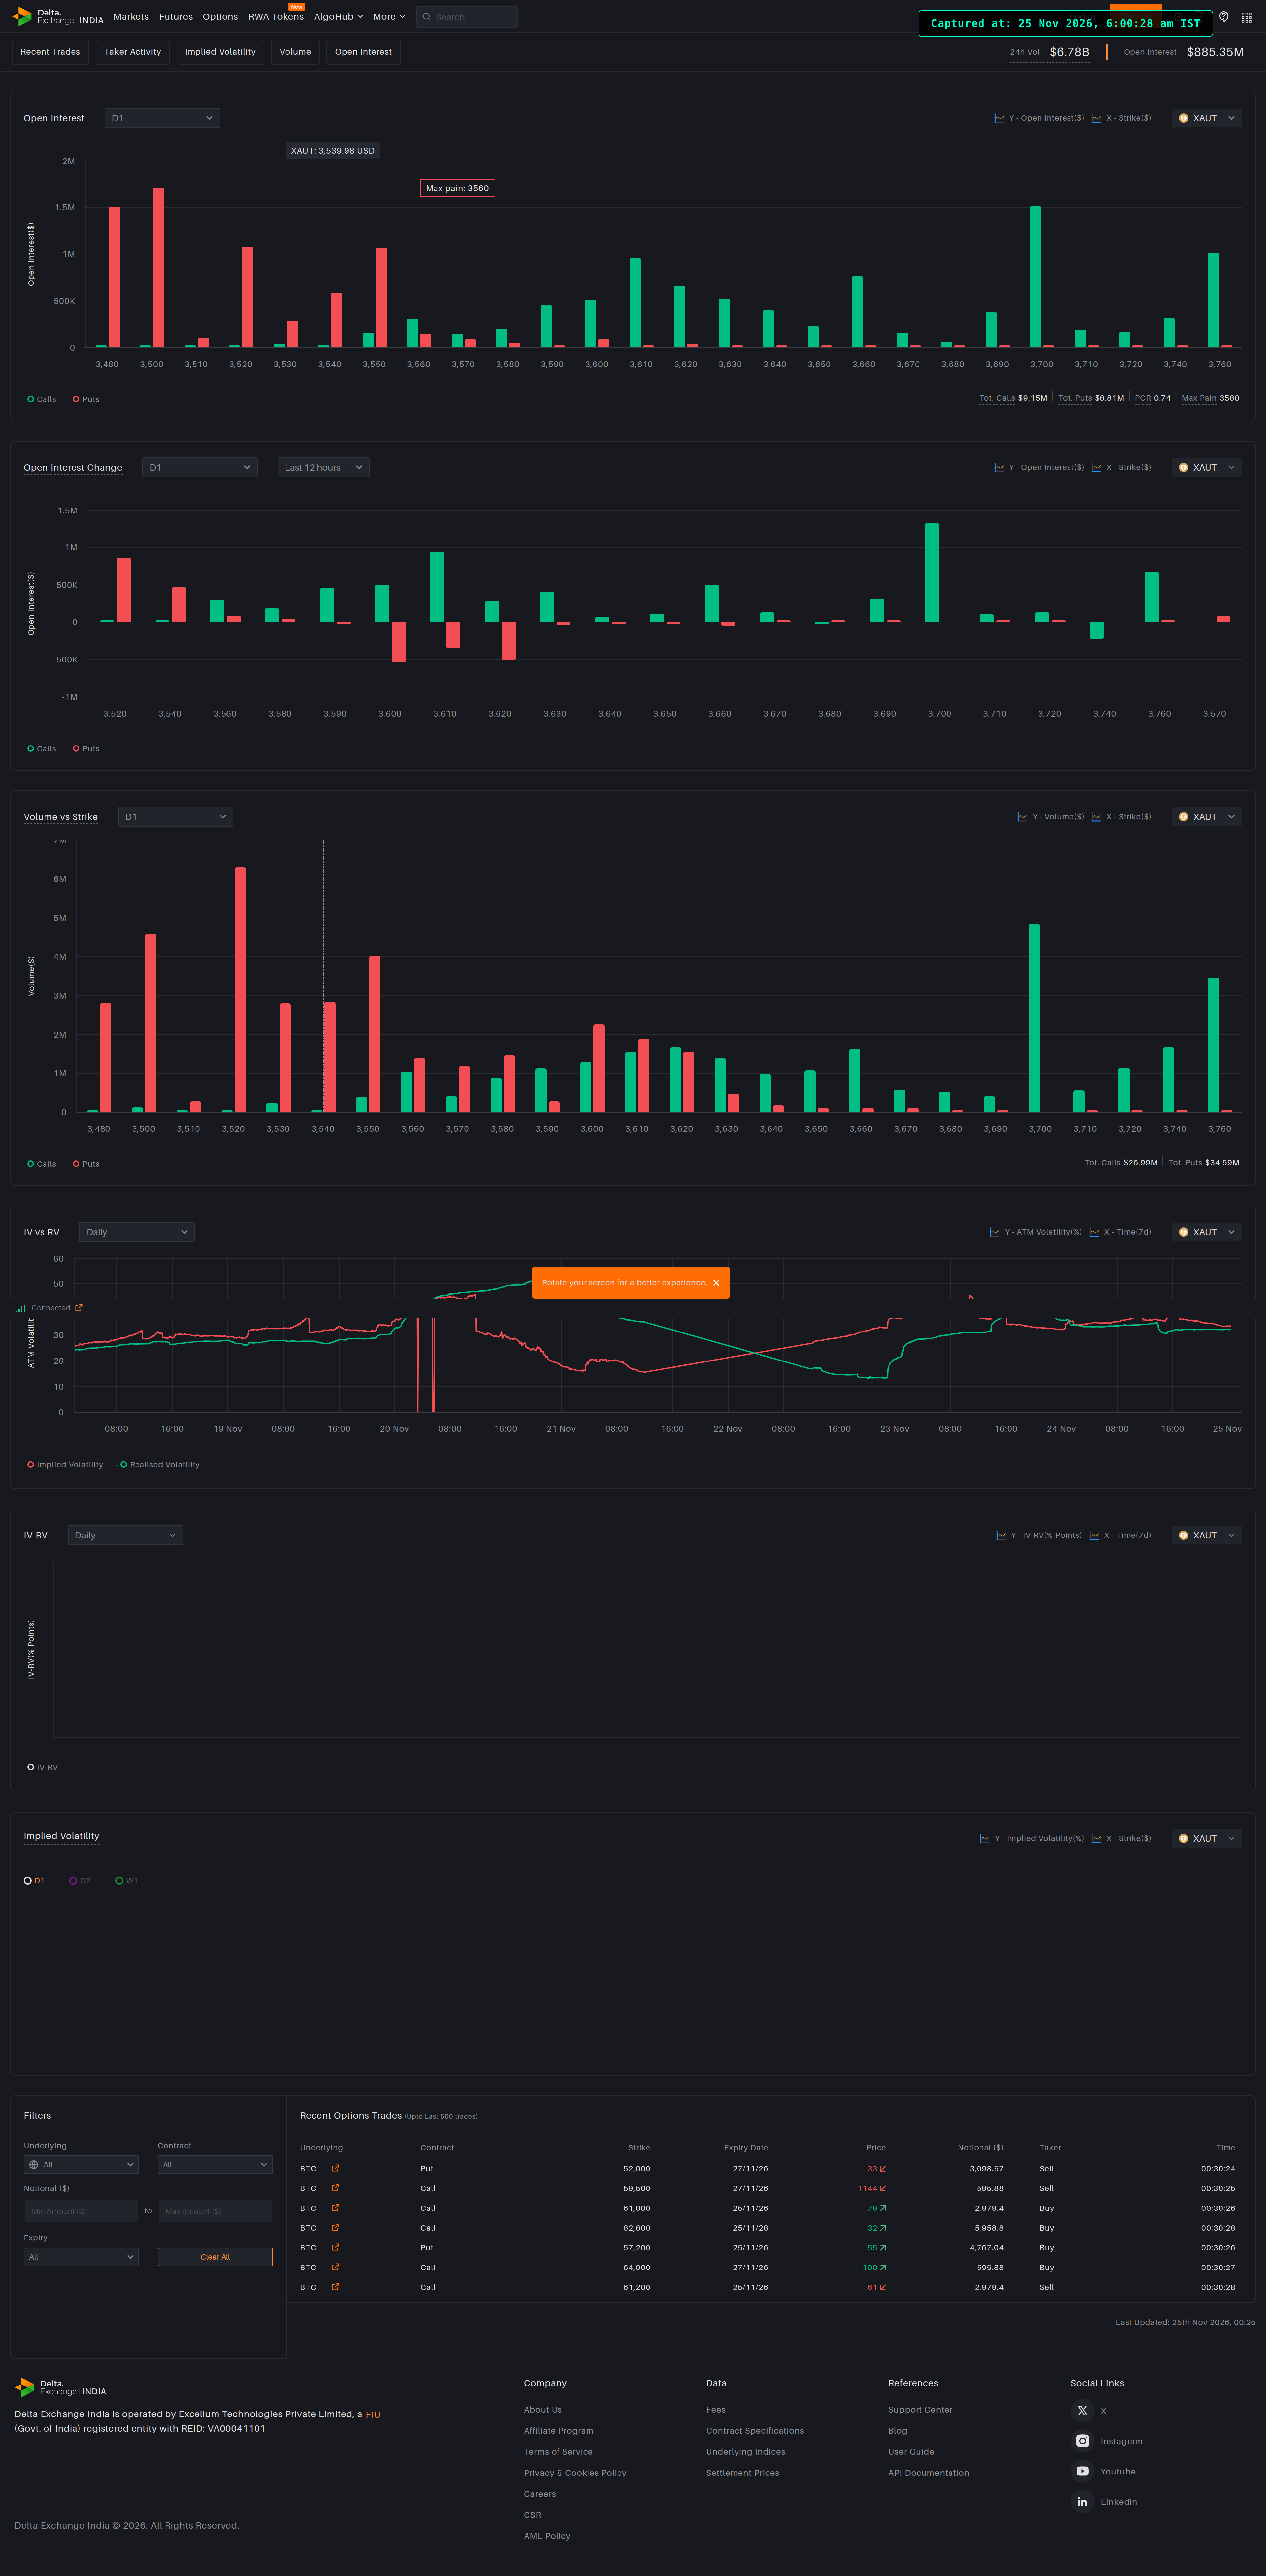 Delta. Exchange | INDIA
Markets Futures Options RWA Tokens New AlgoHub More Search
Captured at: 25 Nov 2026, 6:00:28 am IST
Recent Trades Taker Activity Implied Volatility Volume Open Interest
24h Vol $6.78B Open Interest $885.35M
Open Interest D1 Y - Open Interest($) X - Strike($) XAUT
XAUT: 3,539.98 USD
Max pain: 3560
Open Interest($)
2M
1.5M
1M
500K
0
3,480 3,500 3,510 3,520 3,530 3,540 3,550 3,560 3,570 3,580 3,590 3,600 3,610 3,620 3,630 3,640 3,650 3,660 3,670 3,680 3,690 3,700 3,710 3,720 3,740 3,760
Calls Puts
Tot. Calls $9.15M Tot. Puts $6.81M PCR 0.74 Max Pain 3560
Open Interest Change D1 Last 12 hours Y - Open Interest($) X - Strike($) XAUT
Open Interest($)
1.5M
1M
500K
0
-500K
-1M
3,520 3,540 3,560 3,580 3,590 3,600 3,610 3,620 3,630 3,640 3,650 3,660 3,670 3,680 3,690 3,700 3,710 3,720 3,740 3,760 3,570
Calls Puts
Volume vs Strike D1 Y - Volume($) X - Strike($) XAUT
Volume($)
7M
6M
5M
4M
3M
2M
1M
0
3,480 3,500 3,510 3,520 3,530 3,540 3,550 3,560 3,570 3,580 3,590 3,600 3,610 3,620 3,630 3,640 3,650 3,660 3,670 3,680 3,690 3,700 3,710 3,720 3,740 3,760
Calls Puts
Tot. Calls $26.99M Tot. Puts $34.59M
IV vs RV Daily Y - ATM Volatility(%) X - Time(7d) XAUT
60
50
Rotate your screen for a better experience.
Connected
ATM Volatilit
30
20
10
0
08:00 16:00 19 Nov 08:00 16:00 20 Nov 08:00 16:00 21 Nov 08:00 16:00 22 Nov 08:00 16:00 23 Nov 08:00 16:00 24 Nov 08:00 16:00 25 Nov
Implied Volatility Realised Volatility
IV-RV Daily Y - IV-RV(% Points) X - Time(7d) XAUT
IV-RV(% Points)
IV-RV
Implied Volatility Y - Implied Volatility(%) X - Strike($) XAUT
D1 D2 W1
Filters
Underlying Contract
All All
Notional ($)
Min Amount ($) to Max Amount ($)
Expiry
All Clear All
Recent Options Trades (Upto Last 500 trades)
Underlying Contract Strike Expiry Date Price Notional ($) Taker Time
BTC Put 52,000 27/11/26 33 3,098.57 Sell 00:30:24
BTC Call 59,500 27/11/26 1144 595.88 Sell 00:30:25
BTC Call 61,000 25/11/26 79 2,979.4 Buy 00:30:26
BTC Call 62,600 25/11/26 32 5,958.8 Buy 00:30:26
BTC Put 57,200 25/11/26 55 4,767.04 Buy 00:30:26
BTC Call 64,000 27/11/26 100 595.88 Buy 00:30:27
BTC Call 61,200 25/11/26 61 2,979.4 Sell 00:30:28
Last Updated: 25th Nov 2026, 00:25
Delta. Exchange | INDIA
Delta Exchange India is operated by Excelium Technologies Private Limited, a FIU
(Govt. of India) registered entity with REID: VA00041101
Delta Exchange India © 2026. All Rights Reserved.
Company
About Us
Affiliate Program
Terms of Service
Privacy & Cookies Policy
Careers
CSR
AML Policy
Data
Fees
Contract Specifications
Underlying Indices
Settlement Prices
References
Support Center
Blog
User Guide
API Documentation
Social Links
X
Instagram
Youtube
Linkedin